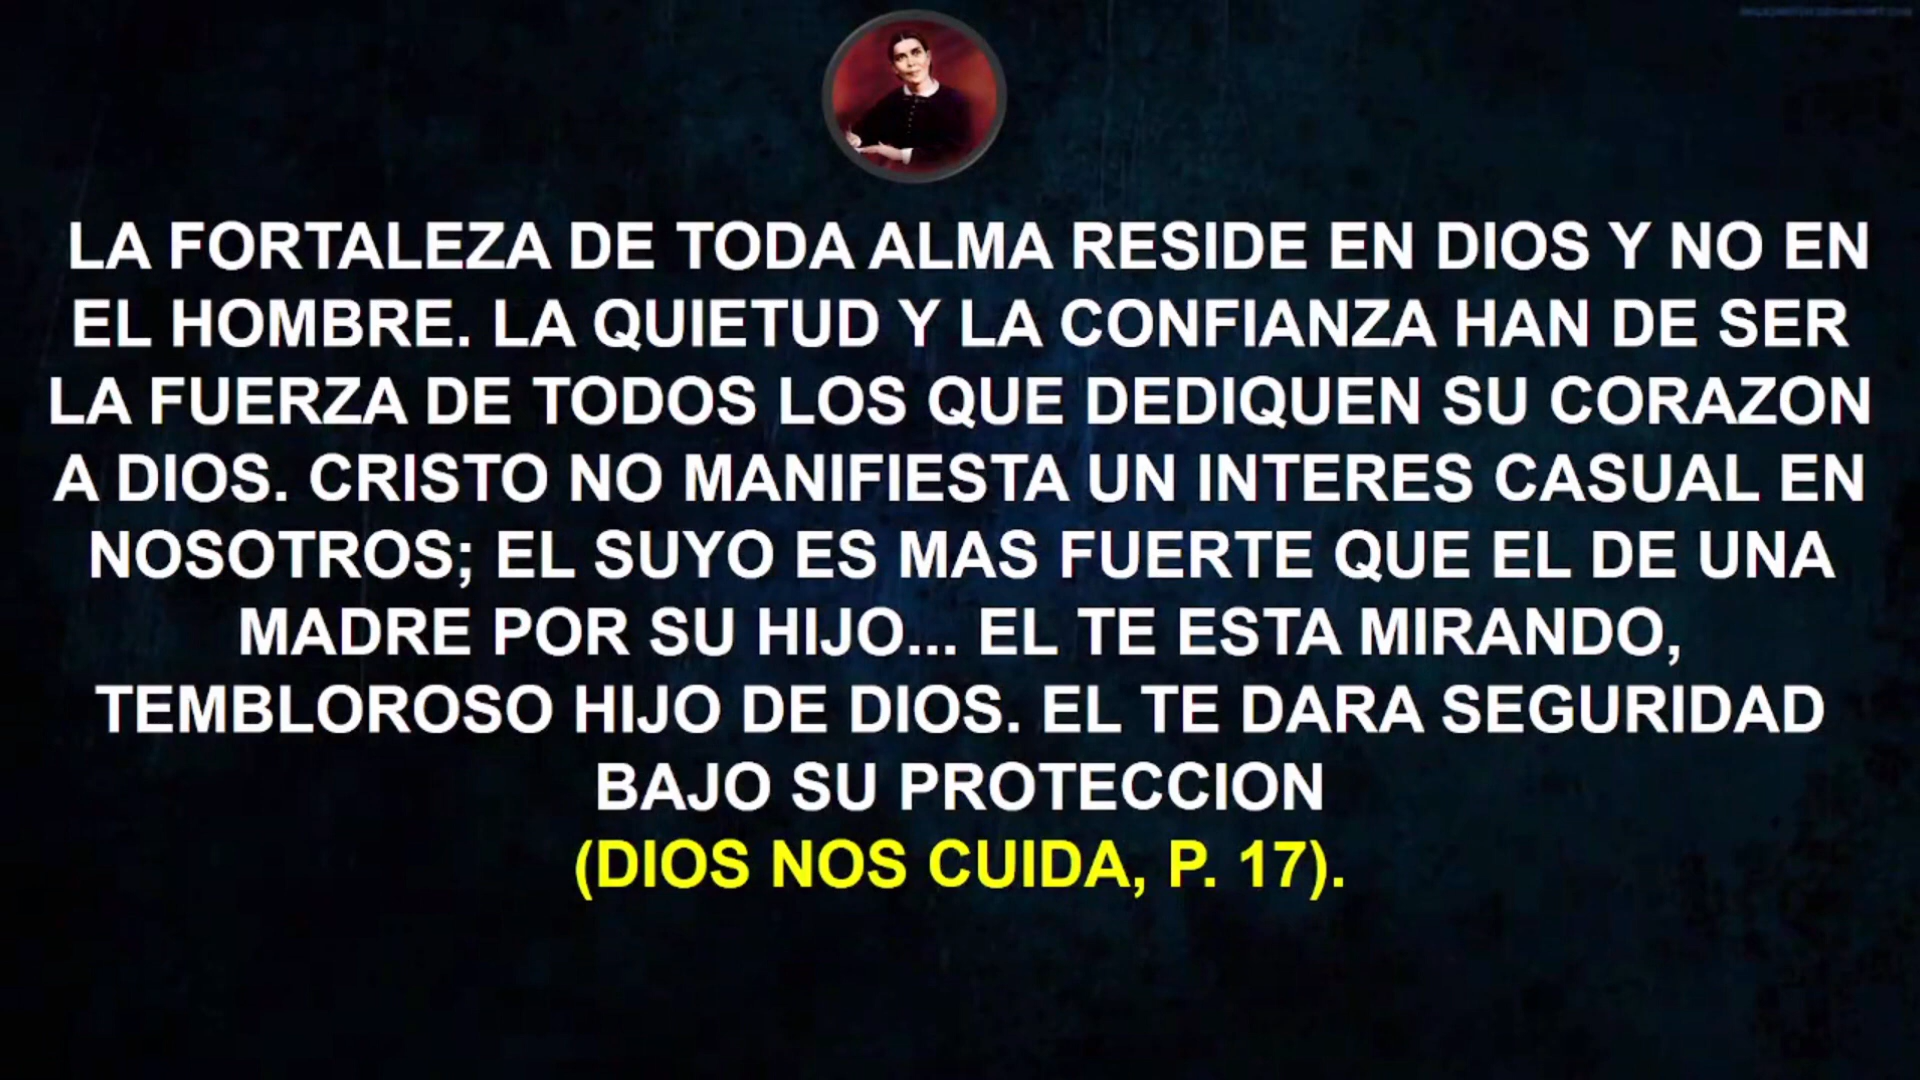 LA FORTALEZA DE TODA ALMA RESIDE EN DIOS Y NO EN
EL HOMBRE. LA QUIETUD Y LA CONFIANZA HAN DE SER
LA FUERZA DE TODOS LOS QUE DEDIQUEN SU CORAZON
A DIOS. CRISTO NO MANIFIESTA UN INTERES CASUAL EN
NOSOTROS; EL SUYO ES MAS FUERTE QUE EL DE UNA
MADRE POR SU HIJO... EL TE ESTA MIRANDO,
TEMBLOROSO HIJO DE DIOS. EL TE DARA SEGURIDAD
BAJO SU PROTECCION
(DIOS NOS CUIDA, P. 17).